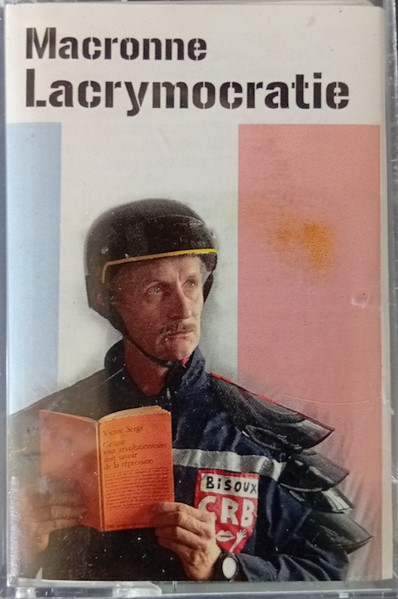 Macronne
Lacrymocratie
Victor Serge
Ce que
tout révolutionnaire
doit savoir
de la répression
BISOUX
CRB